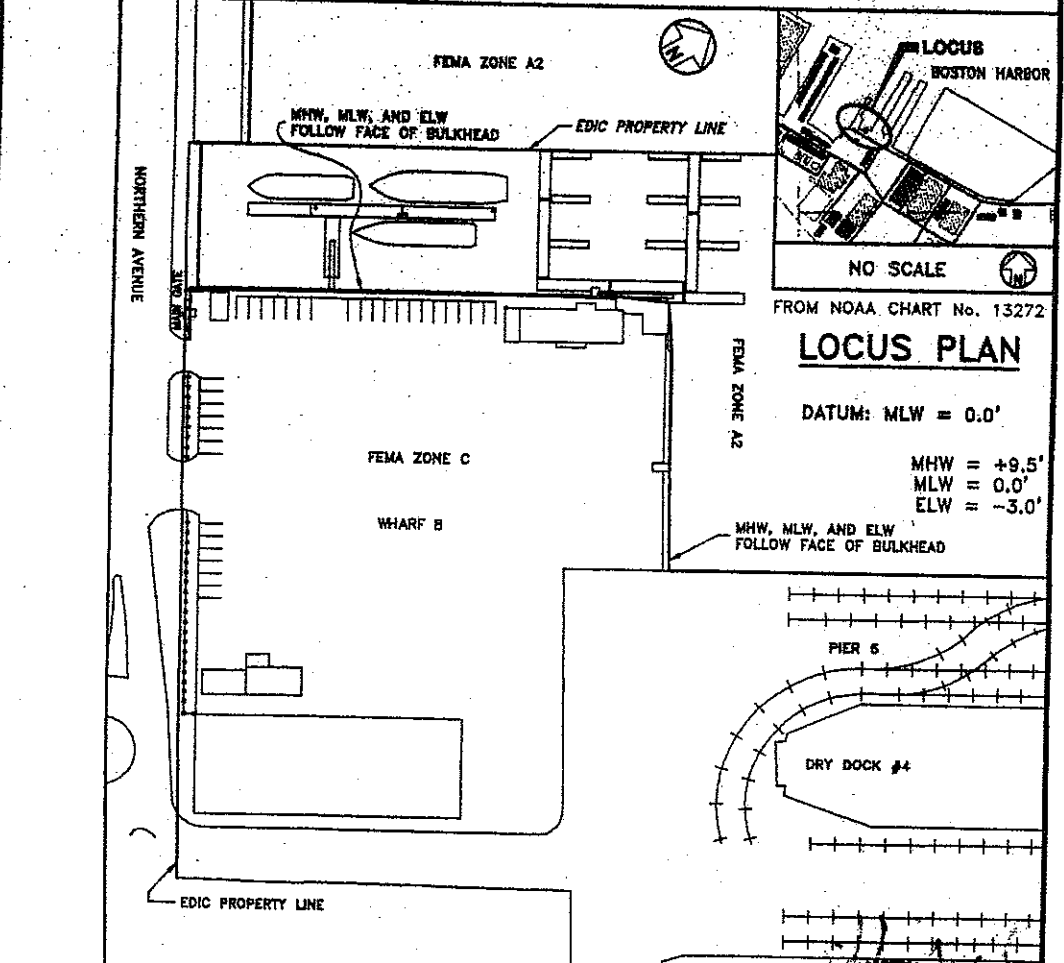 FEMA ZONE A2
N
LOCUS
BOSTON HARBOR
MHW, MLW, AND ELW
FOLLOW FACE OF BULKHEAD
EDIC PROPERTY LINE
NORTHERN AVENUE
MAIN GATE
NO SCALE
N
FROM NOAA CHART No. 13272
LOCUS PLAN
FEMA ZONE A2
DATUM: MLW = 0.0'
MHW = +9.5'
MLW = 0.0'
ELW = -3.0'
FEMA ZONE C
WHARF 8
MHW, MLW, AND ELW
FOLLOW FACE OF BULKHEAD
PIER 6
DRY DOCK #4
EDIC PROPERTY LINE